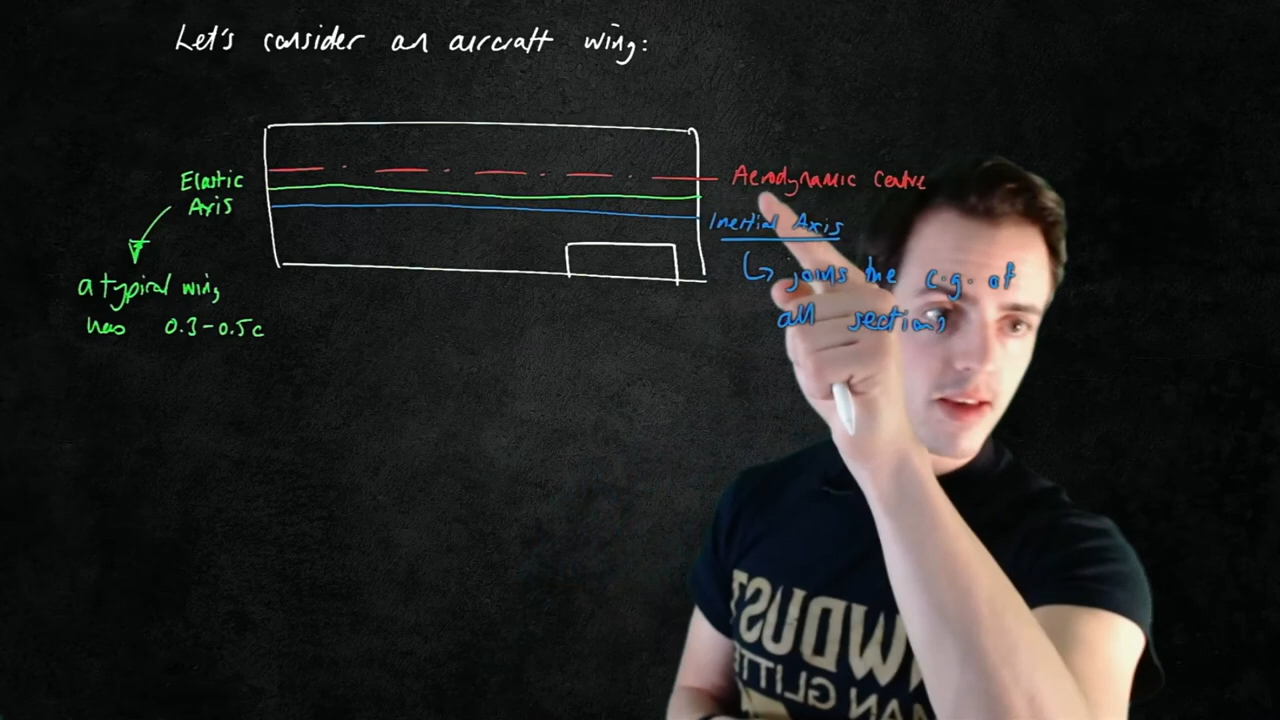 Let's consider an aircraft wing:
Elastic
Axis
a typical wing
has 0.3-0.5c
Aerodynamic Centre
Inertial Axis
↳ joins the c.g. of
all sections